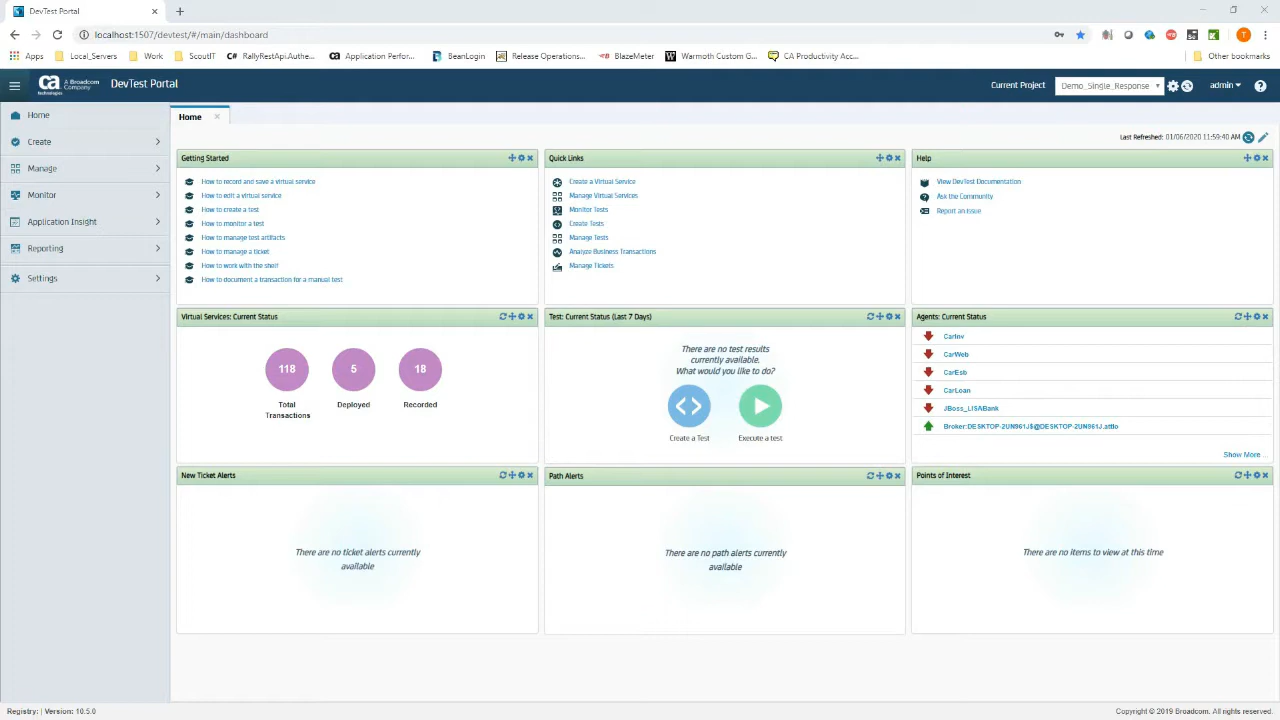 DevTest Portal
localhost:1507/devtest/#/main/dashboard
Apps Local_Servers Work ScoutIT RallyRestApi.Authe... Application Perfor... BeanLogin Release Operations... BlazeMeter Warmoth Custom G... CA Productivity Acc... Other bookmarks
ca technologies A Broadcom Company DevTest Portal Current Project Demo_Single_Response admin
Home
Create
Manage
Monitor
Application Insight
Reporting
Settings
Home
Last Refreshed: 01/06/2020 11:59:40 AM
Getting Started
How to record and save a virtual service
How to edit a virtual service
How to create a test
How to monitor a test
How to manage test artifacts
How to manage a ticket
How to work with the shelf
How to document a transaction for a manual test
Quick Links
Create a Virtual Service
Manage Virtual Services
Monitor Tests
Create Tests
Manage Tests
Analyze Business Transactions
Manage Tickets
Help
View DevTest Documentation
Ask the Community
Report an Issue
Virtual Services: Current Status
118 5 18
Total Deployed Recorded
Transactions
Test: Current Status (Last 7 Days)
There are no test results
currently available.
What would you like to do?
Create a Test Execute a test
Agents: Current Status
CarInv
CarWeb
CarEsb
CarLoan
JBoss_LISABank
Broker:DESKTOP-2UN961J$@DESKTOP-2UN961J.attlo
Show More ...
New Ticket Alerts
There are no ticket alerts currently
available
Path Alerts
There are no path alerts currently
available
Points of Interest
There are no items to view at this time
Registry: | Version: 10.5.0 Copyright © 2019 Broadcom. All rights reserved.